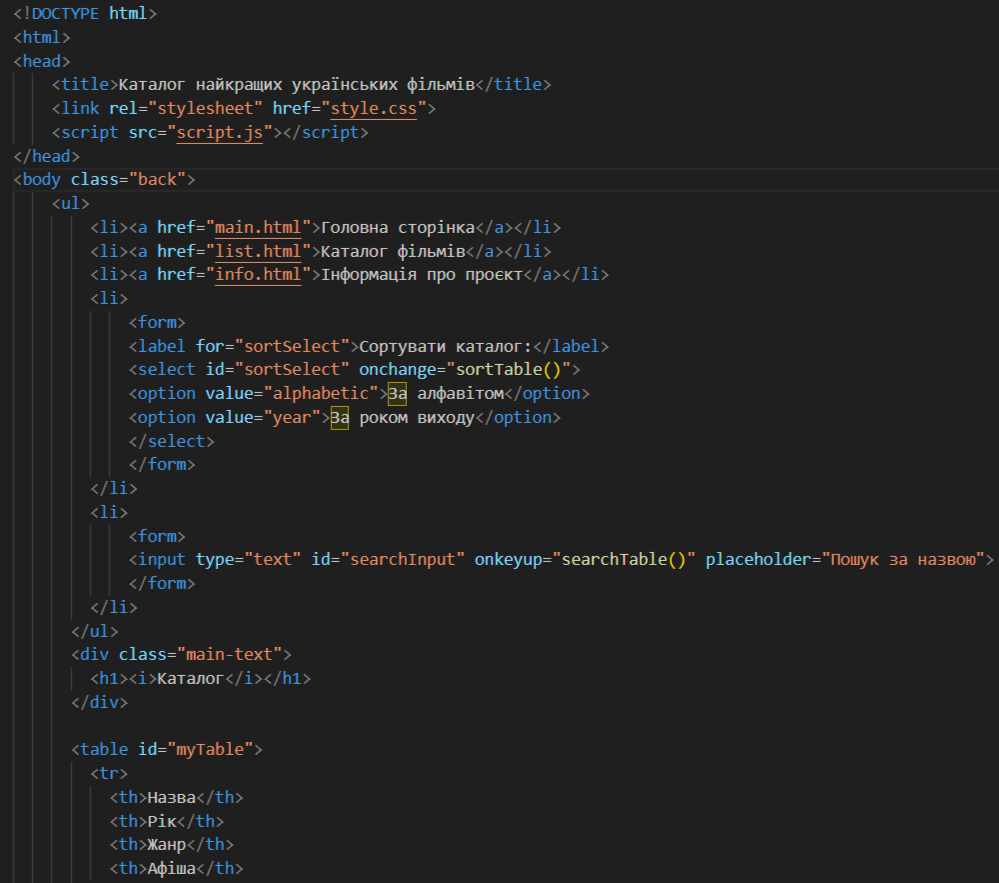 <!DOCTYPE html>
<html>
<head>
<title>Каталог найкращих українських фільмів</title>
<link rel="stylesheet" href="style.css">
<script src="script.js"></script>
</head>
<body class="back">
<ul>
<li><a href="main.html">Головна сторінка</a></li>
<li><a href="list.html">Каталог фільмів</a></li>
<li><a href="info.html">Інформація про проєкт</a></li>
<li>
<form>
<label for="sortSelect">Сортувати каталог:</label>
<select id="sortSelect" onchange="sortTable()">
<option value="alphabetic">За алфавітом</option>
<option value="year">За роком виходу</option>
</select>
</form>
</li>
<li>
<form>
<input type="text" id="searchInput" onkeyup="searchTable()" placeholder="Пошук за назвою">
</form>
</li>
</ul>
<div class="main-text">
<h1><i>Каталог</i></h1>
</div>
<table id="myTable">
<tr>
<th>Назва</th>
<th>Рік</th>
<th>Жанр</th>
<th>Афіша</th>